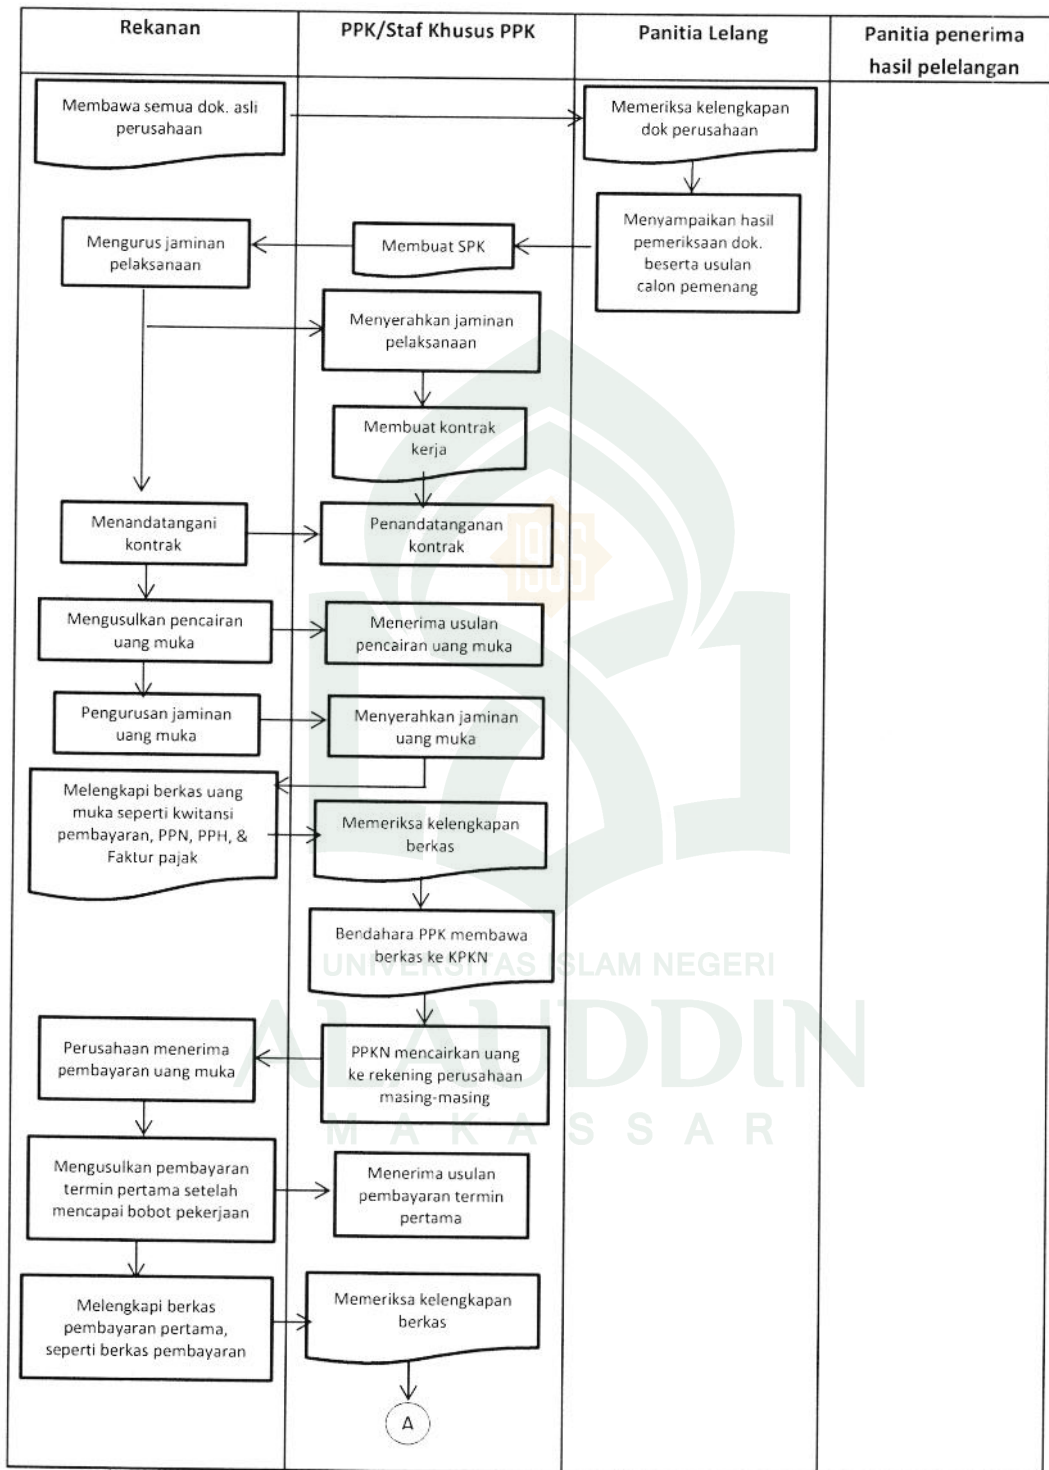 Rekanan
PPK/Staf Khusus PPK
Panitia Lelang
Panitia penerima
hasil pelelangan
Membawa semua dok. asli
perusahaan
Memeriksa kelengkapan
dok perusahaan
Mengurus jaminan
pelaksanaan
Membuat SPK
Menyampaikan hasil
pemeriksaan dok.
beserta usulan
calon pemenang
Menyerahkan jaminan
pelaksanaan
Membuat kontrak
kerja
Menandatangani
kontrak
Penandatanganan
kontrak
1965
Mengusulkan pencairan
uang muka
Menerima usulan
pencairan uang muka
Pengurusan jaminan
uang muka
Menyerahkan jaminan
uang muka
Melengkapi berkas uang
muka seperti kwitansi
pembayaran, PPN, PPH, &
Faktur pajak
Memeriksa kelengkapan
berkas
Bendahara PPK membawa
berkas ke KPKN
UNIVERSITAS ISLAM NEGERI
ALAUDDIN
MAKASSAR
Perusahaan menerima
pembayaran uang muka
PPKN mencairkan uang
ke rekening perusahaan
masing-masing
Mengusulkan pembayaran
termin pertama setelah
mencapai bobot pekerjaan
Menerima usulan
pembayaran termin
pertama
Melengkapi berkas
pembayaran pertama,
seperti berkas pembayaran
Memeriksa kelengkapan
berkas
A